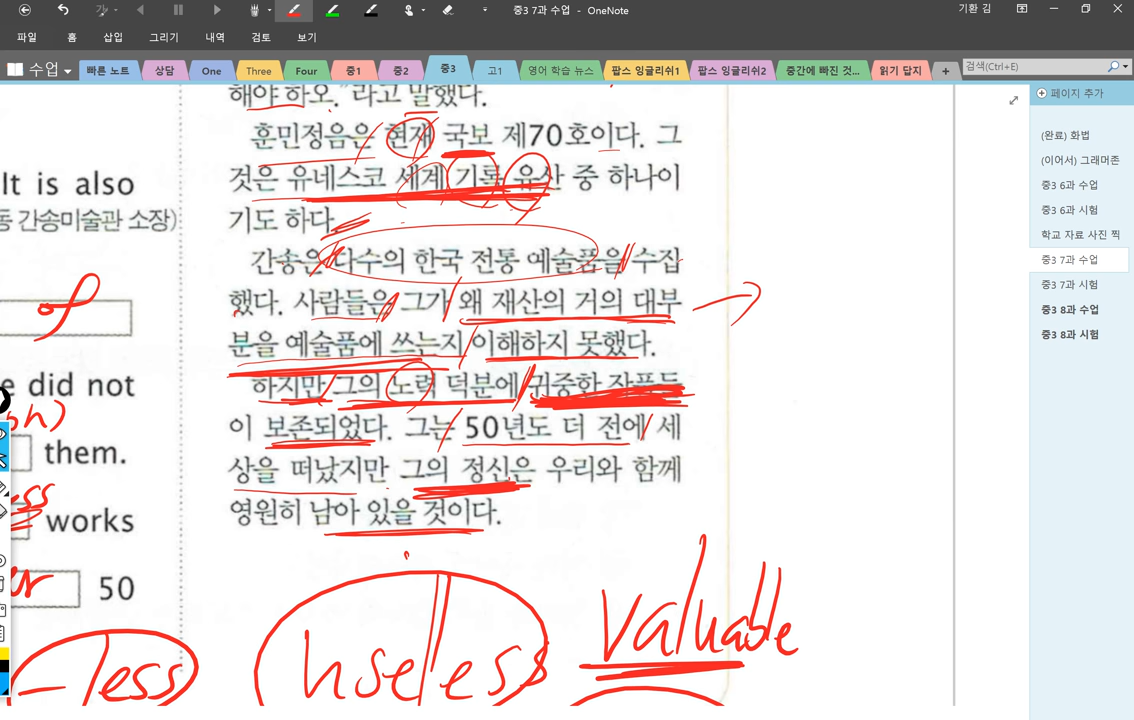 중3 7과 수업 - OneNote
기환 김
파일 홈 삽입 그리기 내역 검토 보기
수업 빠른 노트 상담 One Three Four 중1 중2 중3 고1 영어 학습 뉴스 팝스 잉글리쉬1 팝스 잉글리쉬2 중간에 빠진 것... 읽기 답지 + 검색(Ctrl+E)
페이지 추가
(완료) 화법
(이어서) 그래머존
중3 6과 수업
중3 6과 시험
학교 자료 사진 찍
중3 7과 수업
중3 7과 시험
중3 8과 수업
중3 8과 시험
It is also
동 간송미술관 소장)
of
e did not
them.
works
50
해야 하오.”라고 말했다.
훈민정음은 현재 국보 제70호이다. 그
것은 유네스코 세계 기록 유산 중 하나이
기도 하다.
간송은 다수의 한국 전통 예술품을 수집
했다. 사람들은 그가 왜 재산의 거의 대부
분을 예술품에 쓰는지 이해하지 못했다.
하지만 그의 노력 덕분에 귀중한 작품들
이 보존되었다. 그는 50년도 더 전에 세
상을 떠났지만 그의 정신은 우리와 함께
영원히 남아 있을 것이다.
-less
useless
valuable